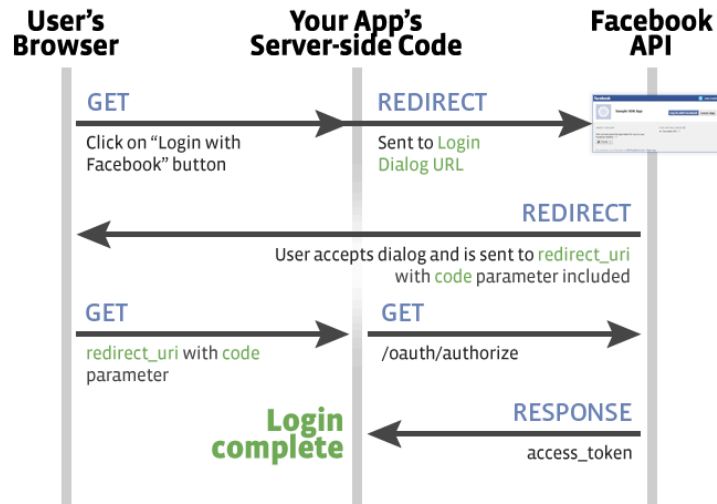 User's
Browser
Your App's
Server-side Code
Facebook
API
GET
Click on “Login with
Facebook” button
REDIRECT
Sent to Login
Dialog URL
facebook
REDIRECT
User accepts dialog and is sent to redirect_uri
with code parameter included
GET
redirect_uri with code
parameter
GET
/oauth/authorize
Login
complete
RESPONSE
access_token